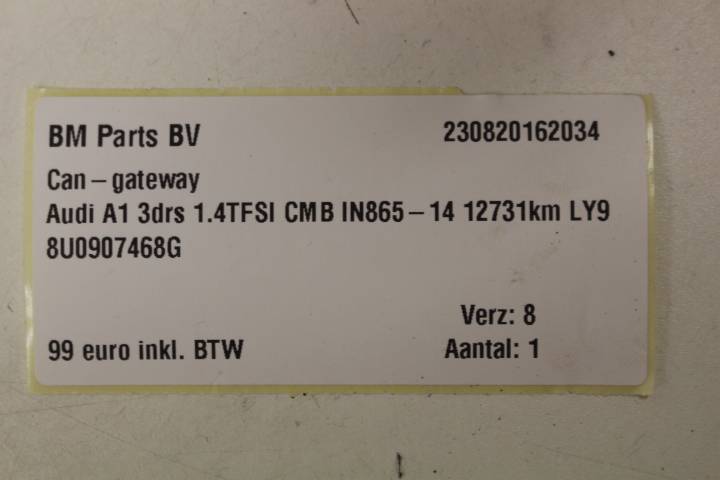 BM Parts BV 230820162034
Can-gateway
Audi A1 3drs 1.4TFSI CMB IN865-14 12731km LY9
8U0907468G
Verz: 8
99 euro inkl. BTW Aantal: 1